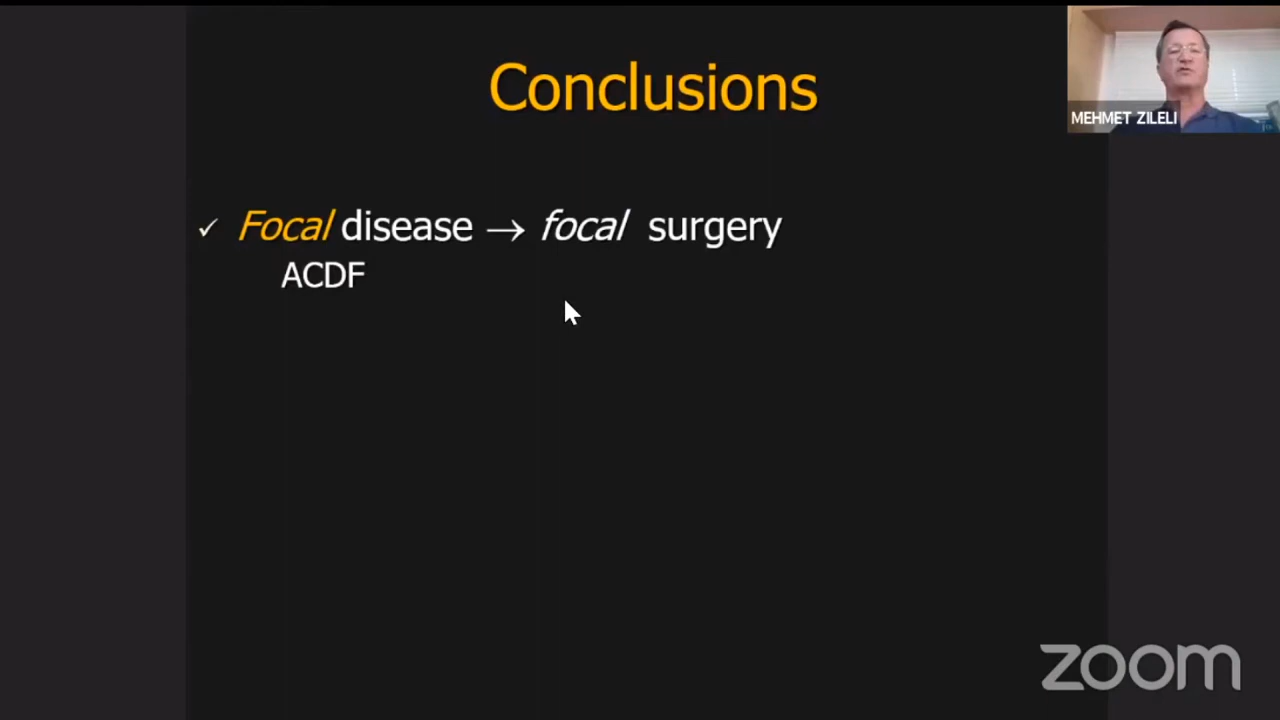 Conclusions
MEHMET ZILELI
✓ Focal disease → focal surgery
ACDF
zoom